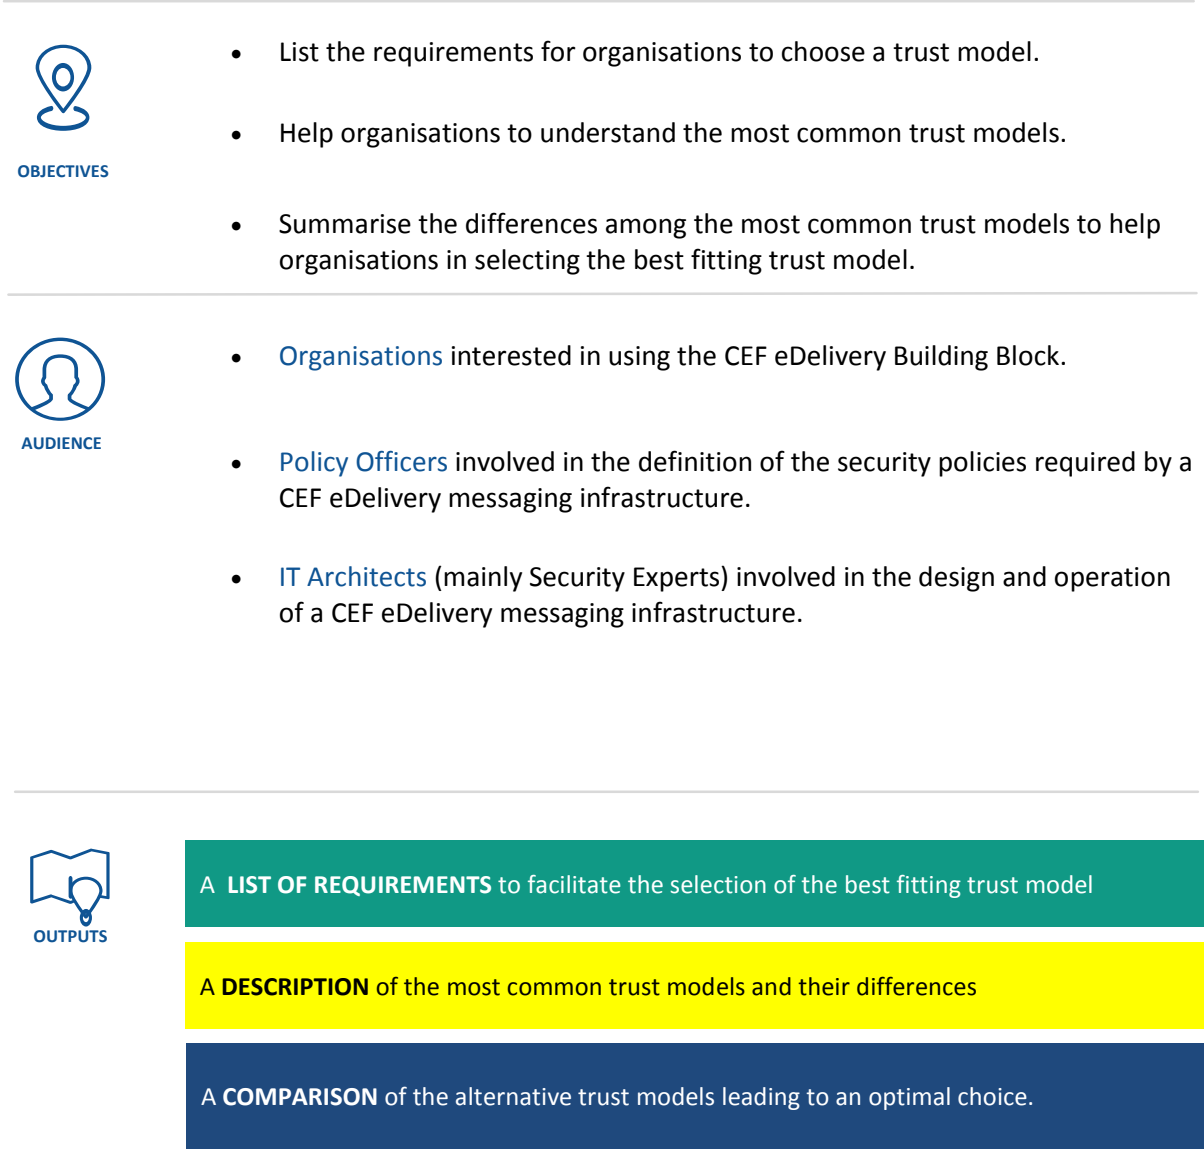 • List the requirements for organisations to choose a trust model.
• Help organisations to understand the most common trust models.
OBJECTIVES
• Summarise the differences among the most common trust models to help
organisations in selecting the best fitting trust model.
• Organisations interested in using the CEF eDelivery Building Block.
AUDIENCE
• Policy Officers involved in the definition of the security policies required by a
CEF eDelivery messaging infrastructure.
• IT Architects (mainly Security Experts) involved in the design and operation
of a CEF eDelivery messaging infrastructure.
OUTPUTS
A LIST OF REQUIREMENTS to facilitate the selection of the best fitting trust model
A DESCRIPTION of the most common trust models and their differences
A COMPARISON of the alternative trust models leading to an optimal choice.